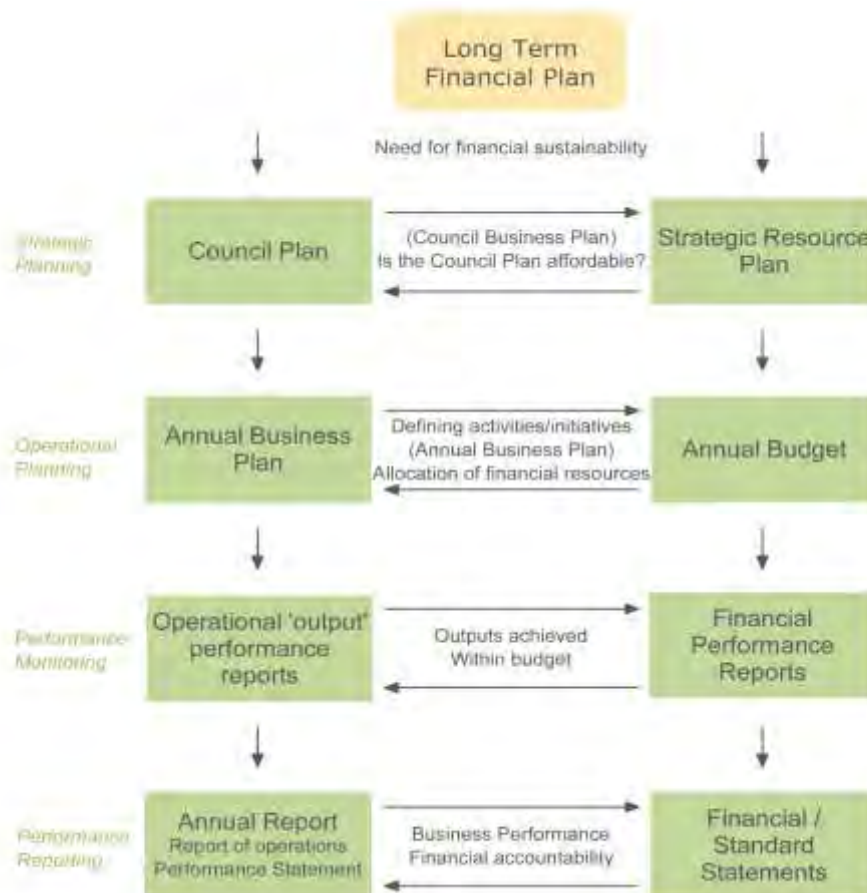 Long Term
Financial Plan
Need for financial sustainability
Strategic
Planning
Council Plan
(Council Business Plan)
Is the Council Plan affordable?
Strategic Resource
Plan
Operational
Planning
Annual Business
Plan
Defining activities/initiatives
(Annual Business Plan)
Allocation of financial resources
Annual Budget
Performance
Monitoring
Operational 'output'
performance
reports
Outputs achieved
Within budget
Financial
Performance
Reports
Performance
Reporting
Annual Report
Report of operations
Performance Statement
Business Performance
Financial accountability
Financial /
Standard
Statements